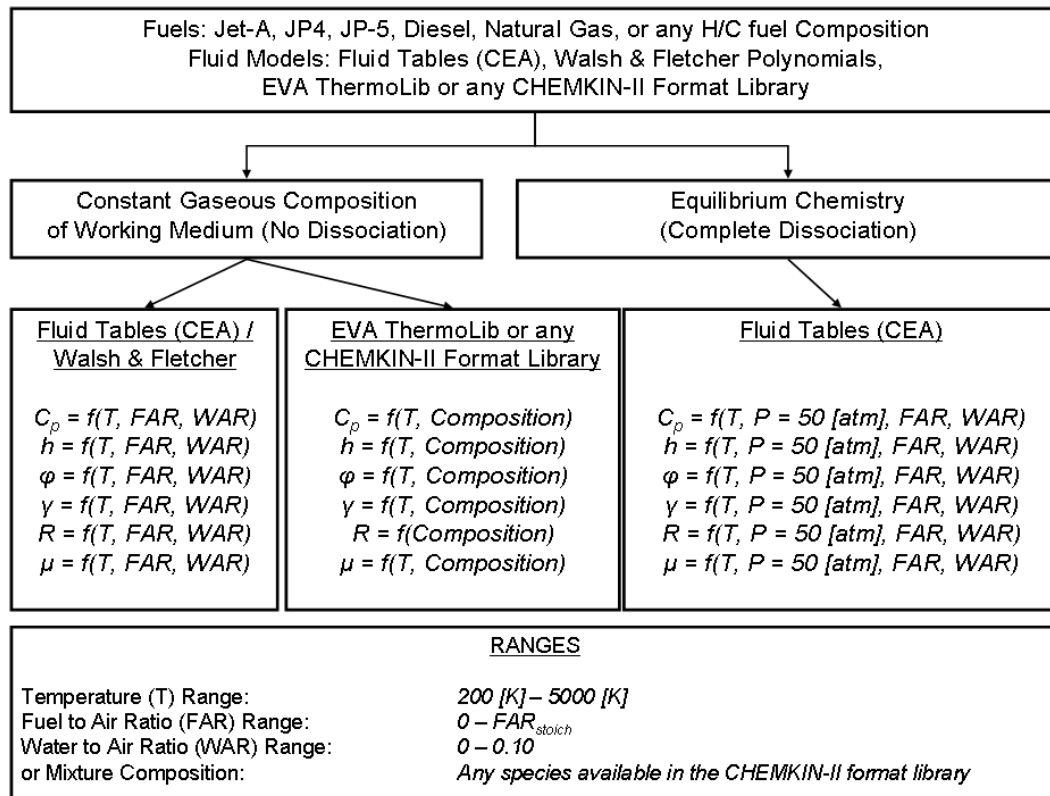 Fuels: Jet-A, JP4, JP-5, Diesel, Natural Gas, or any H/C fuel Composition
Fluid Models: Fluid Tables (CEA), Walsh & Fletcher Polynomials,
EVA ThermoLib or any CHEMKIN-II Format Library
Constant Gaseous Composition
of Working Medium (No Dissociation)
Equilibrium Chemistry
(Complete Dissociation)
Fluid Tables (CEA) /
Walsh & Fletcher
Cp = f(T, FAR, WAR)
h = f(T, FAR, WAR)
φ = f(T, FAR, WAR)
γ = f(T, FAR, WAR)
R = f(T, FAR, WAR)
μ = f(T, FAR, WAR)
EVA ThermoLib or any
CHEMKIN-II Format Library
Cp = f(T, Composition)
h = f(T, Composition)
φ = f(T, Composition)
γ = f(T, Composition)
R = f(Composition)
μ = f(T, Composition)
Fluid Tables (CEA)
Cp = f(T, P = 50 [atm], FAR, WAR)
h = f(T, P = 50 [atm], FAR, WAR)
φ = f(T, P = 50 [atm], FAR, WAR)
γ = f(T, P = 50 [atm], FAR, WAR)
R = f(T, P = 50 [atm], FAR, WAR)
μ = f(T, P = 50 [atm], FAR, WAR)
RANGES
Temperature (T) Range: 200 [K] – 5000 [K]
Fuel to Air Ratio (FAR) Range: 0 – FARstoich
Water to Air Ratio (WAR) Range: 0 – 0.10
or Mixture Composition: Any species available in the CHEMKIN-II format library